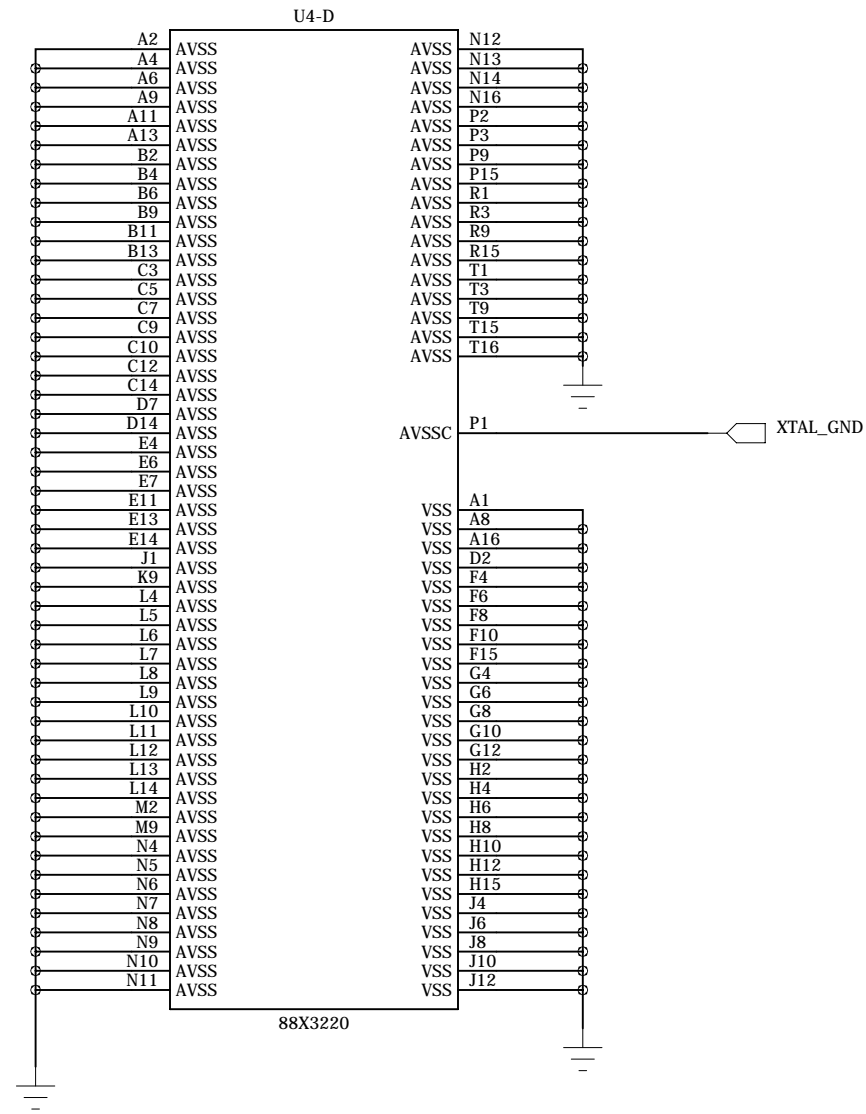 U4-D
A2 AVSS AVSS N12
A4 AVSS AVSS N13
A6 AVSS AVSS N14
A9 AVSS AVSS N16
A11 AVSS AVSS P2
A13 AVSS AVSS P3
B2 AVSS AVSS P9
B4 AVSS AVSS P15
B6 AVSS AVSS R1
B9 AVSS AVSS R3
B11 AVSS AVSS R9
B13 AVSS AVSS R15
C3 AVSS AVSS T1
C5 AVSS AVSS T3
C7 AVSS AVSS T9
C9 AVSS AVSS T15
C10 AVSS AVSS T16
C12 AVSS
C14 AVSS
D7 AVSS
D14 AVSS AVSSC P1 XTAL_GND
E4 AVSS
E6 AVSS
E7 AVSS
E11 AVSS VSS A1
E13 AVSS VSS A8
E14 AVSS VSS A16
J1 AVSS VSS D2
K9 AVSS VSS F4
L4 AVSS VSS F6
L5 AVSS VSS F8
L6 AVSS VSS F10
L7 AVSS VSS F15
L8 AVSS VSS G4
L9 AVSS VSS G6
L10 AVSS VSS G8
L11 AVSS VSS G10
L12 AVSS VSS G12
L13 AVSS VSS H2
L14 AVSS VSS H4
M2 AVSS VSS H6
M9 AVSS VSS H8
N4 AVSS VSS H10
N5 AVSS VSS H12
N6 AVSS VSS H15
N7 AVSS VSS J4
N8 AVSS VSS J6
N9 AVSS VSS J8
N10 AVSS VSS J10
N11 AVSS VSS J12
88X3220